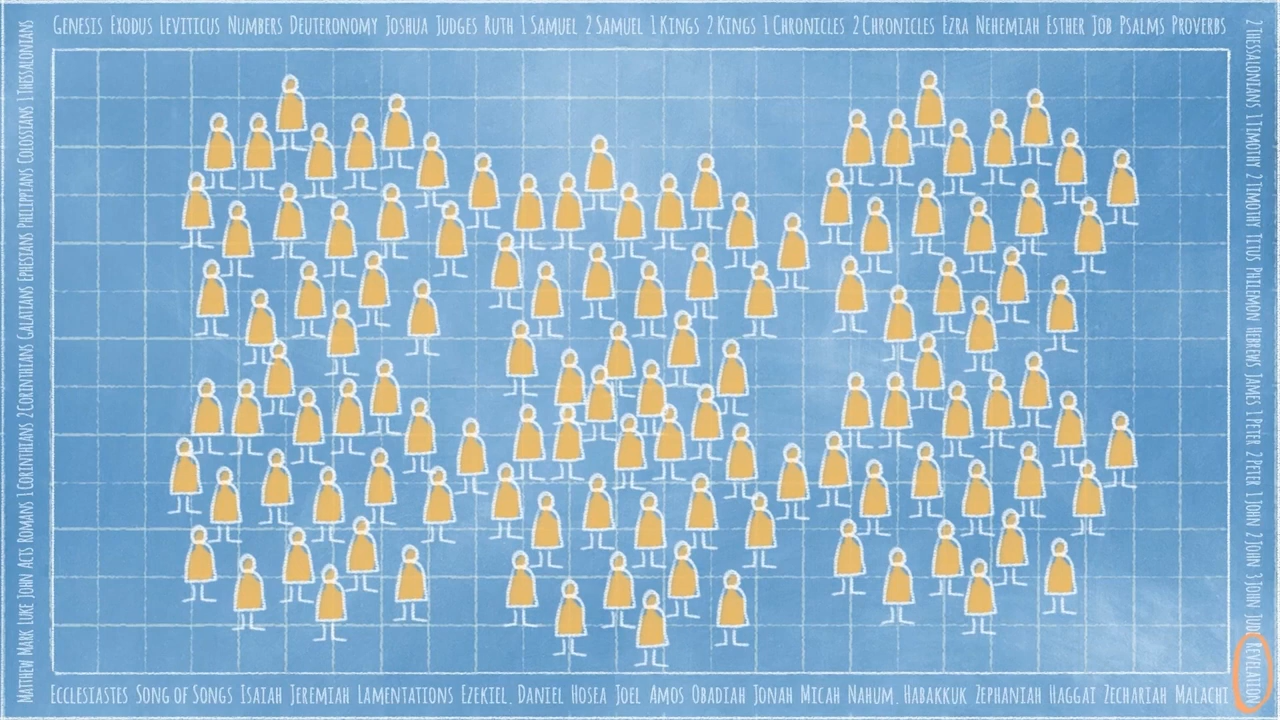 Genesis Exodus Leviticus Numbers Deuteronomy Joshua Judges Ruth 1 Samuel 2 Samuel 1 Kings 2 Kings 1 Chronicles 2 Chronicles Ezra Nehemiah Esther Job Psalms Proverbs
Ecclesiastes Song of Songs Isaiah Jeremiah Lamentations Ezekiel Daniel Hosea Joel Amos Obadiah Jonah Micah Nahum Habakkuk Zephaniah Haggai Zechariah Malachi
Matthew Mark Luke John Acts Romans 1 Corinthians 2 Corinthians Galatians Ephesians Philippians Colossians 1 Thessalonians
2 Thessalonians 1 Timothy 2 Timothy Titus Philemon Hebrews James 1 Peter 2 Peter 1 John 2 John 3 John Jude Revelation